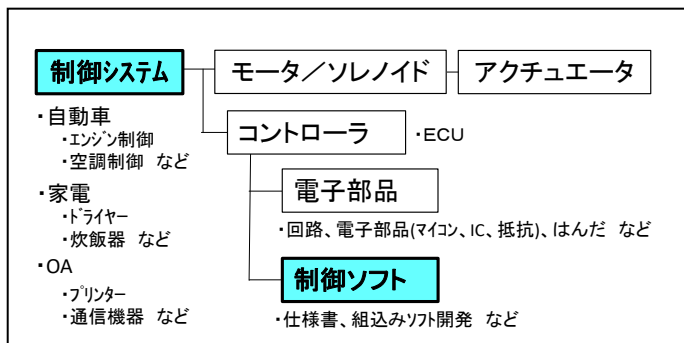 制御システム
モータ／ソレノイド
アクチュエータ
・自動車
・エンジン制御
・空調制御 など
・家電
・ドライヤー
・炊飯器 など
・OA
・プリンター
・通信機器 など
コントローラ
・ECU
電子部品
・回路、電子部品(マイコン、IC、抵抗)、はんだ など
制御ソフト
・仕様書、組込みソフト開発 など